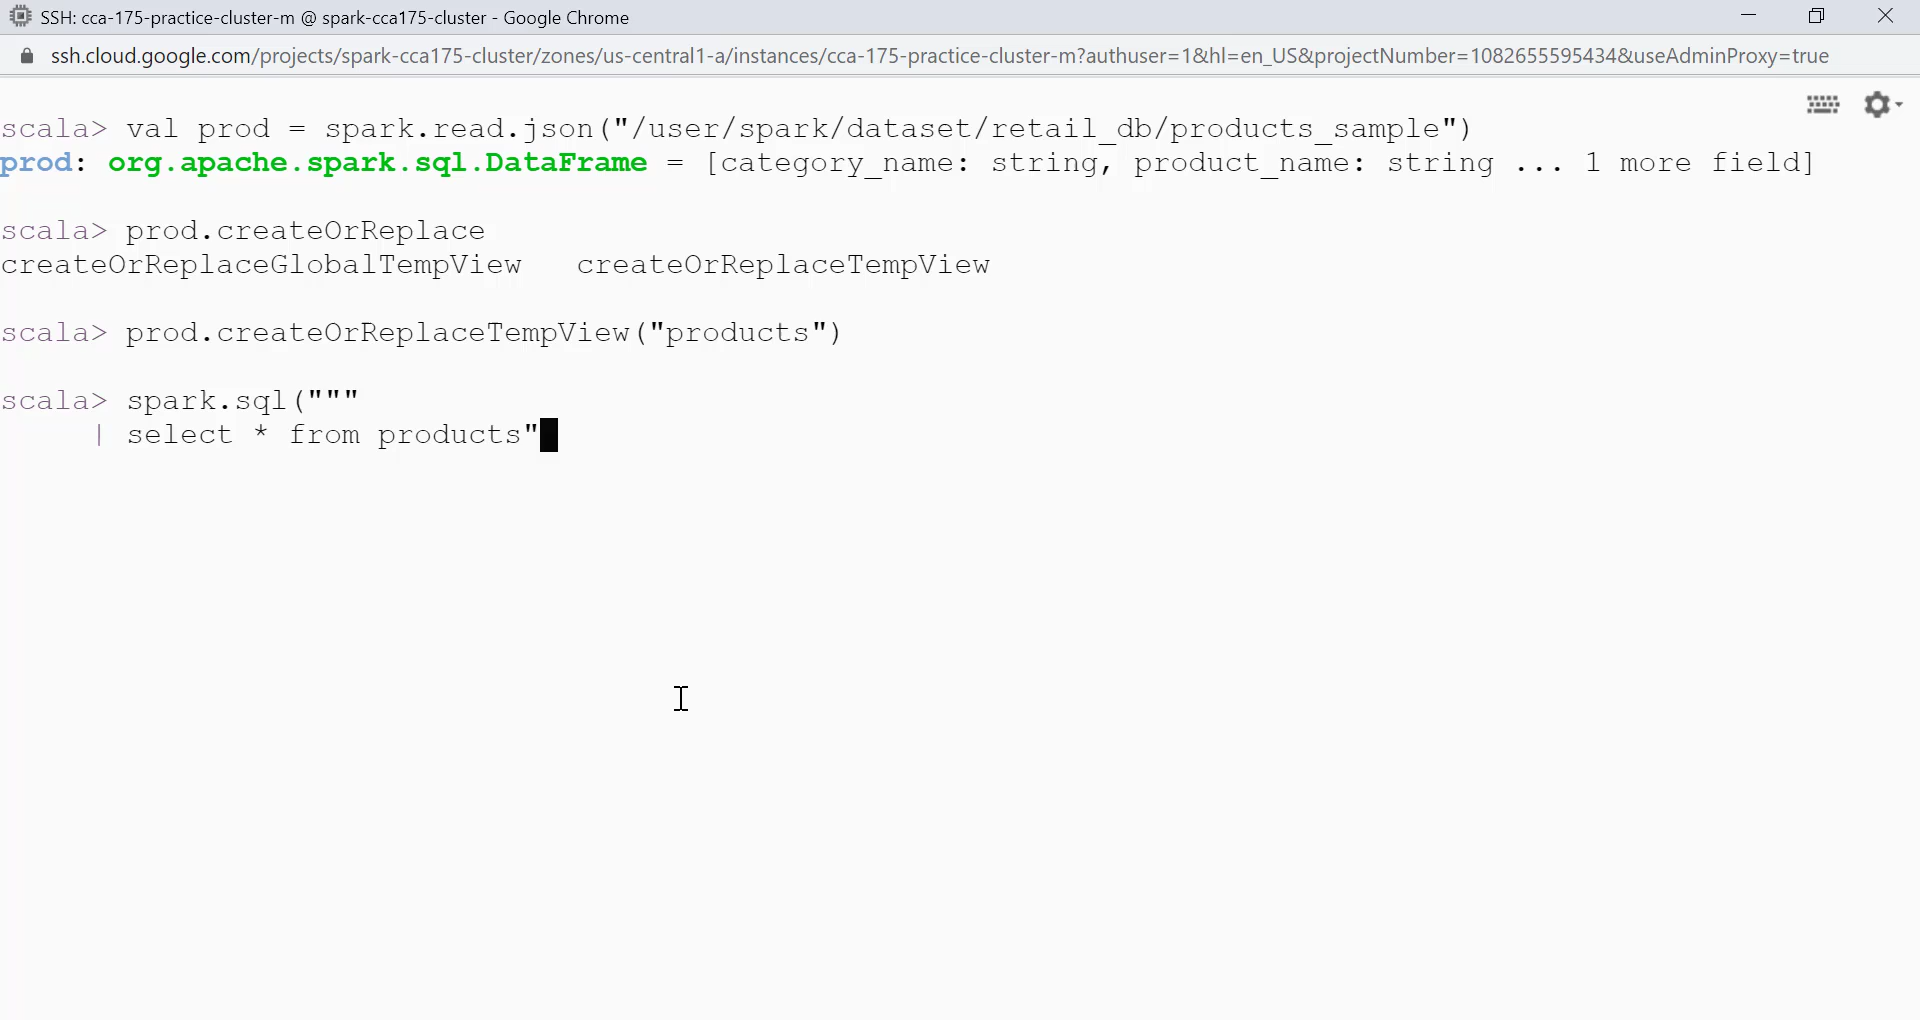 SSH: cca-175-practice-cluster-m @ spark-cca175-cluster - Google Chrome
ssh.cloud.google.com/projects/spark-cca175-cluster/zones/us-central1-a/instances/cca-175-practice-cluster-m?authuser=1&hl=en_US&projectNumber=1082655595434&useAdminProxy=true
scala> val prod = spark.read.json("/user/spark/dataset/retail_db/products_sample")
prod: org.apache.spark.sql.DataFrame = [category_name: string, product_name: string ... 1 more field]
scala> prod.createOrReplace
createOrReplaceGlobalTempView   createOrReplaceTempView
scala> prod.createOrReplaceTempView("products")
scala> spark.sql("""
     | select * from products"